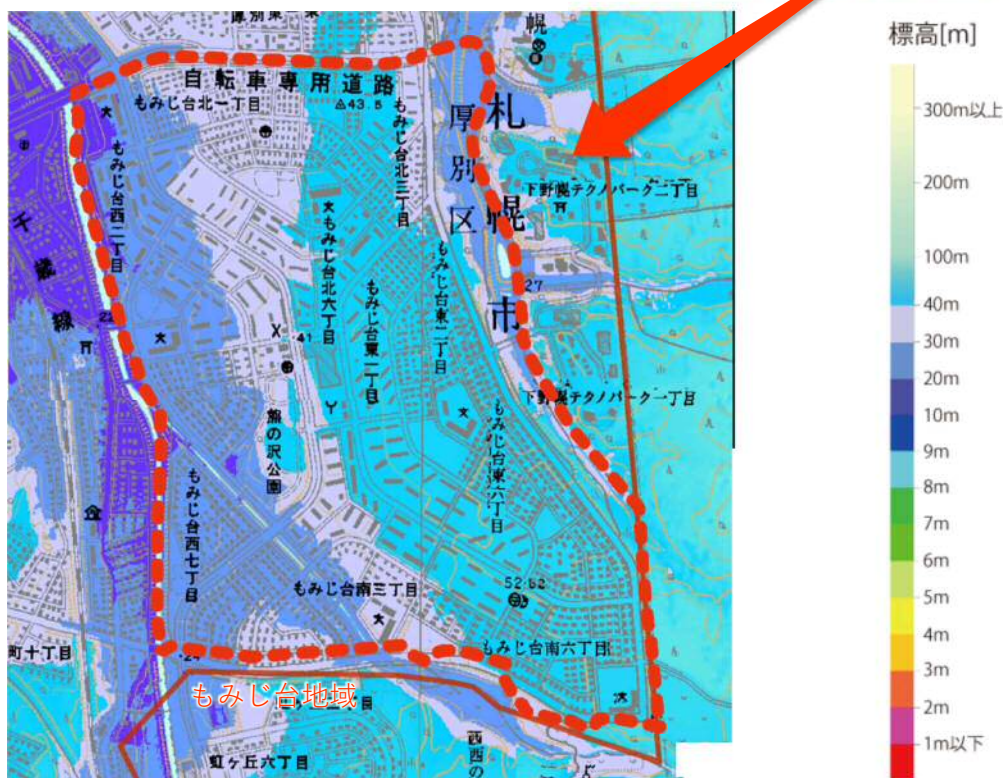 標高[m]
300m以上
200m
100m
40m
30m
20m
10m
9m
8m
7m
6m
5m
4m
3m
2m
1m以下
自転車専用道路
もみじ台北一丁目
43.5
もみじ台北三丁目
幌
札幌市
厚別区
下野幌テクノパーク二丁目
もみじ台西二丁目
千歳線
もみじ台北六丁目
もみじ台東一丁目
もみじ台東二丁目
27
41
熊の沢公園
下野幌テクノパーク一丁目
もみじ台東六丁目
もみじ台西七丁目
もみじ台南三丁目
52.62
もみじ台南六丁目
町十丁目
もみじ台地域
虹ケ丘六丁目